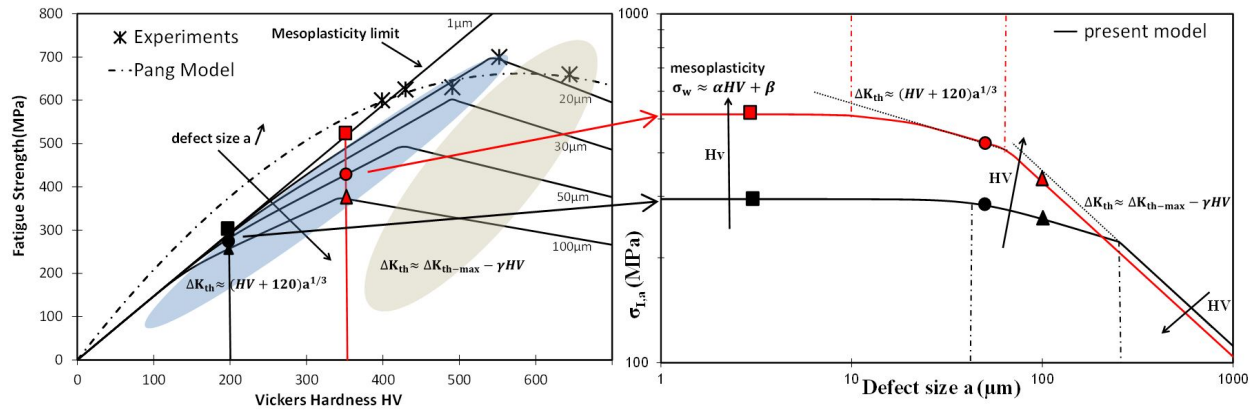 800
700
600
500
400
300
200
100
0
Fatigue Strength(MPa)
Experiments
Pang Model
Mesoplasticity limit
1μm
20μm
30μm
50μm
100μm
defect size a
ΔKth≈ (HV + 120)a^1/3
ΔKth≈ ΔKth−max − γHV
0 100 200 300 400 500 600
Vickers Hardness HV
1000
100
σI,a (MPa)
present model
mesoplasticity
σw ≈ αHV + β
Hv
ΔKth≈ (HV + 120)a^1/3
HV
ΔKth≈ ΔKth−max − γHV
HV
1 10 100 1000
Defect size a (μm)